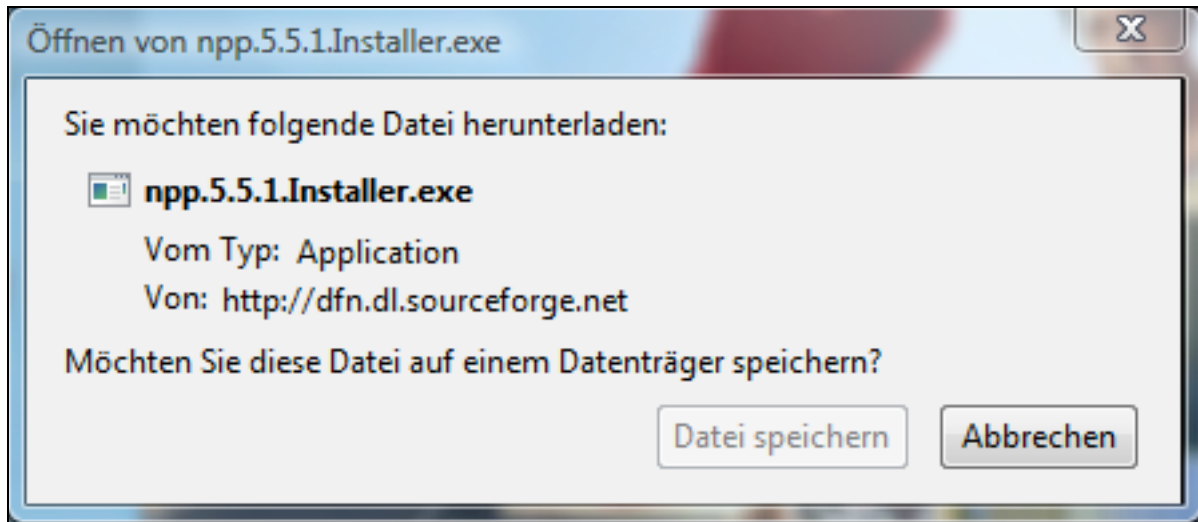 Öffnen von npp.5.5.1.Installer.exe
Sie möchten folgende Datei herunterladen:
npp.5.5.1.Installer.exe
Vom Typ: Application
Von: http://dfn.dl.sourceforge.net
Möchten Sie diese Datei auf einem Datenträger speichern?
Datei speichern Abbrechen